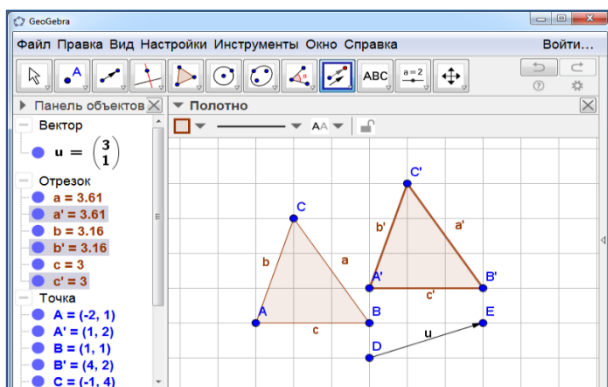 GeoGebra
Файл Правка Вид Настройки Инструменты Окно Справка Войти...
A α ABC a=2
Панель объектов Полотно
AA
Вектор
u = (3 1)
Отрезок
a = 3.61
a' = 3.61
b = 3.16
b' = 3.16
c = 3
c' = 3
Точка
A = (-2, 1)
A' = (1, 2)
B = (1, 1)
B' = (4, 2)
C = (-1, 4)
C'
C
b' a'
b a
A' B'
c'
A B E
c u
D